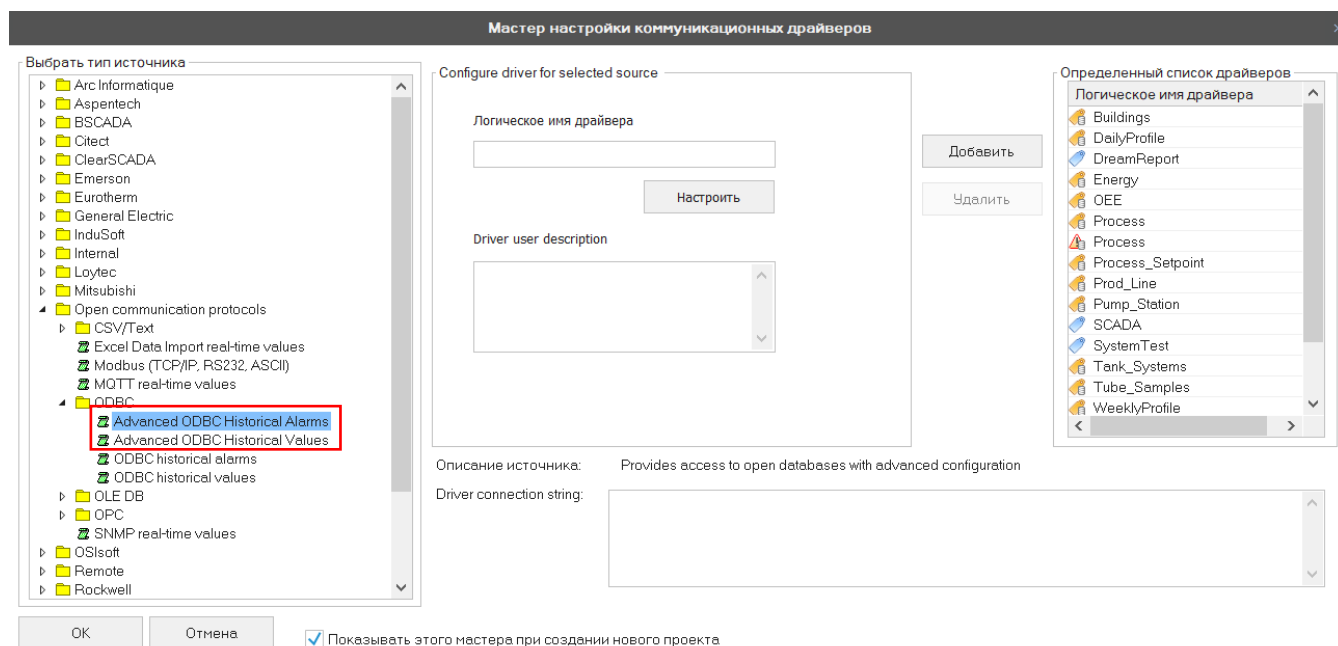 Мастер настройки коммуникационных драйверов
Выбрать тип источника
Arc Informatique
Aspentech
BSCADA
Citect
ClearSCADA
Emerson
Eurotherm
General Electric
InduSoft
Internal
Loytec
Mitsubishi
Open communication protocols
CSV/Text
Excel Data Import real-time values
Modbus (TCP/IP, RS232, ASCII)
MQTT real-time values
ODBC
Advanced ODBC Historical Alarms
Advanced ODBC Historical Values
ODBC historical alarms
ODBC historical values
OLE DB
OPC
SNMP real-time values
OSIsoft
Remote
Rockwell
Configure driver for selected source
Логическое имя драйвера
Настроить
Driver user description
Добавить
Удалить
Определенный список драйверов
Логическое имя драйвера
Buildings
DailyProfile
DreamReport
Energy
OEE
Process
Process
Process_Setpoint
Prod_Line
Pump_Station
SCADA
SystemTest
Tank_Systems
Tube_Samples
WeeklyProfile
Описание источника: Provides access to open databases with advanced configuration
Driver connection string:
OK Отмена Показывать этого мастера при создании нового проекта